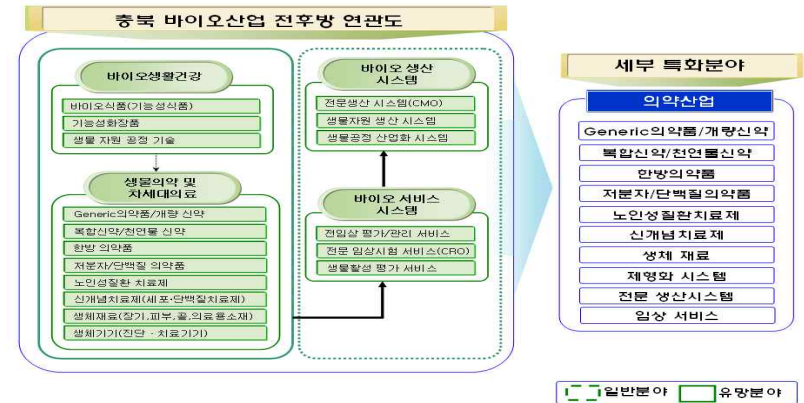 충북 바이오산업 전후방 연관도
바이오생활건강
바이오식품(기능성식품)
기능성화장품
생물 자원 공정 기술
생물의약 및
차세대의료
Generic의약품/개량 신약
복합신약/천연물 신약
한방 의약품
저분자/단백질 의약품
노인성질환 치료제
신개념치료제(세포·단백질치료제)
생체재료(장기,피부,골,의료용소재)
생체기기(진단·치료기기)
바이오 생산
시스템
전문생산 시스템(CMO)
생물자원 생산 시스템
생물공정 산업화 시스템
바이오 서비스
시스템
전임상 평가/관리 서비스
전문 임상시험 서비스(CRO)
생물활성 평가 서비스
세부 특화분야
의약산업
Generic의약품/개량신약
복합신약/천연물신약
한방의약품
저분자/단백질의약품
노인성질환치료제
신개념치료제
생체 재료
제형화 시스템
전문 생산시스템
임상 서비스
일반분야 유망분야